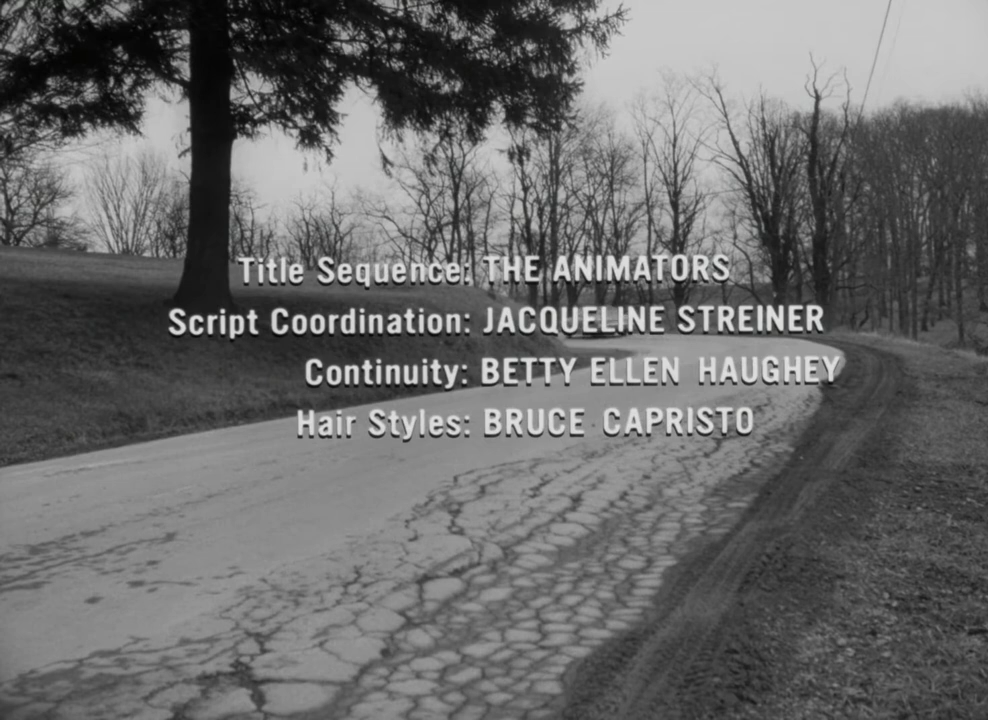 Title Sequence: THE ANIMATORS
Script Coordination: JACQUELINE STREINER
Continuity: BETTY ELLEN HAUGHEY
Hair Styles: BRUCE CAPRISTO